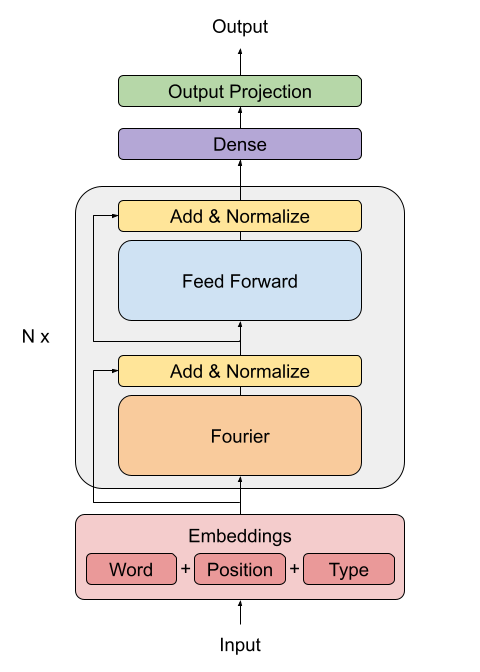 Output
Output Projection
Dense
Add & Normalize
Feed Forward
N x
Add & Normalize
Fourier
Embeddings
Word + Position + Type
Input